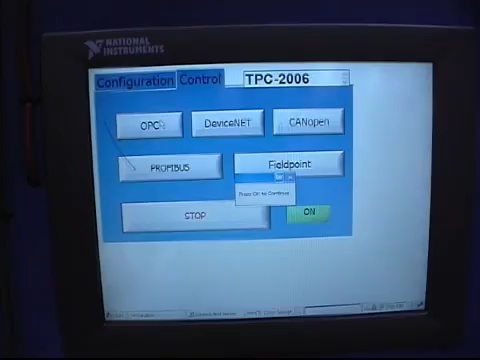 NATIONAL
INSTRUMENTS
Configuration Control TPC-2006
OPC DeviceNET CANopen
PROFIBUS Fieldpoint
Press OK to Continue
STOP ON